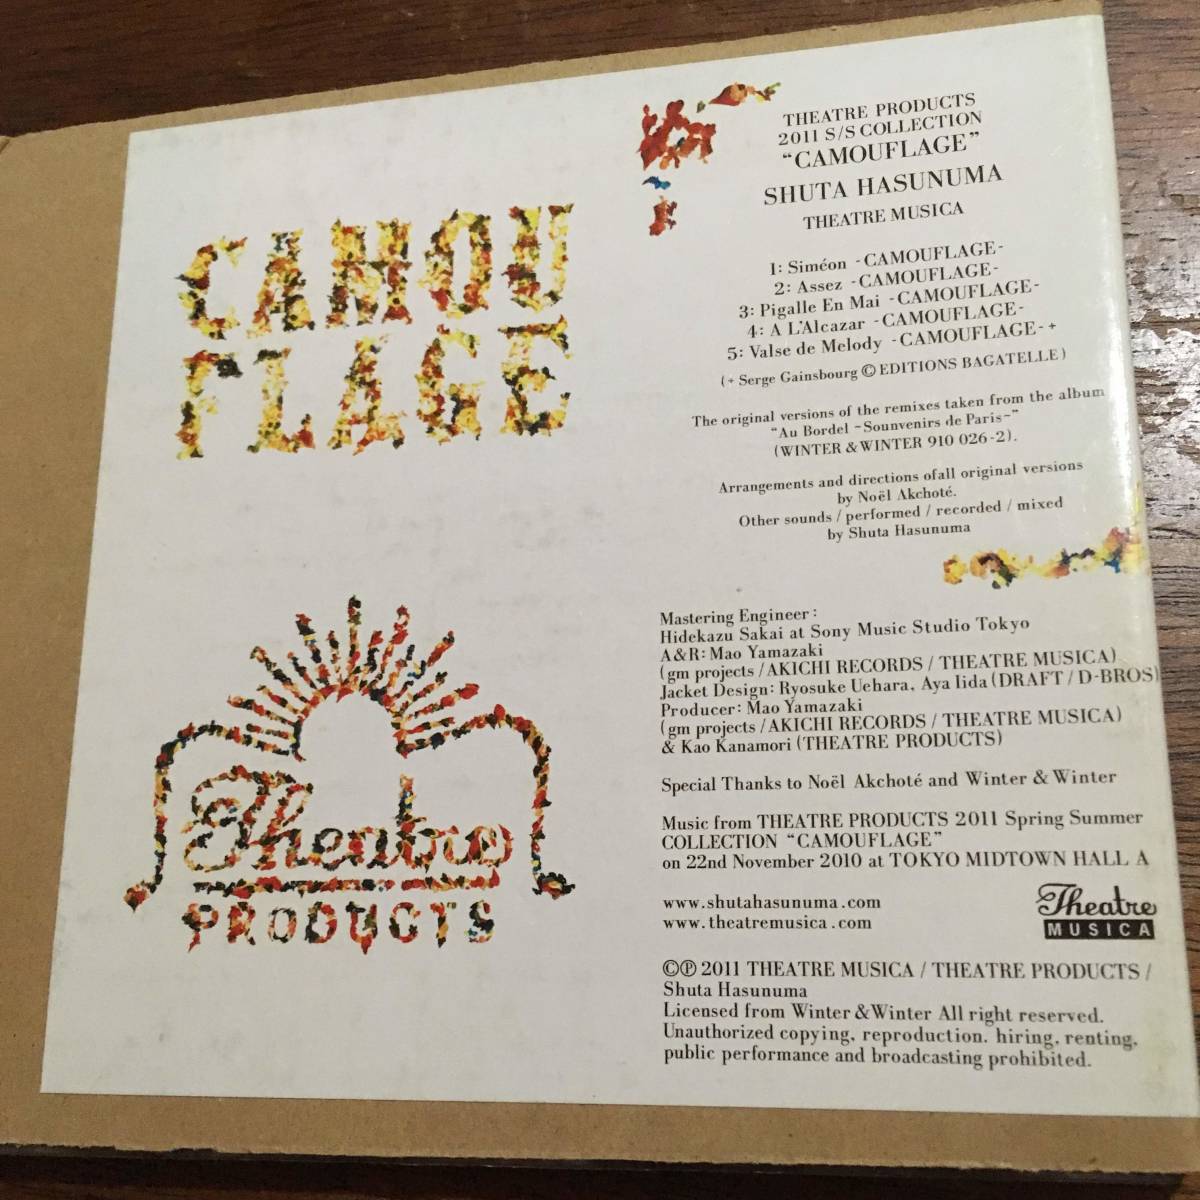 CAMOU
FLAGE
Theatre
PRODUCTS
THEATRE PRODUCTS
2011 S/S COLLECTION
“CAMOUFLAGE”
SHUTA HASUNUMA
THEATRE MUSICA
1: Siméon -CAMOUFLAGE-
2: Assez -CAMOUFLAGE-
3: Pigalle En Mai -CAMOUFLAGE-
4: A L'Alcazar -CAMOUFLAGE-
5: Valse de Melody -CAMOUFLAGE- +
(+ Serge Gainsbourg © EDITIONS BAGATELLE)
The original versions of the remixes taken from the album
“Au Bordel ~Sounvenirs de Paris~”
(WINTER & WINTER 910 026-2).
Arrangements and directions ofall original versions
by Noël Akchoté.
Other sounds / performed / recorded / mixed
by Shuta Hasunuma
Mastering Engineer :
Hidekazu Sakai at Sony Music Studio Tokyo
A&R: Mao Yamazaki
(gm projects / AKICHI RECORDS / THEATRE MUSICA)
Jacket Design: Ryosuke Uehara, Aya Iida (DRAFT / D-BROS)
Producer: Mao Yamazaki
(gm projects / AKICHI RECORDS / THEATRE MUSICA)
& Kao Kanamori (THEATRE PRODUCTS)
Special Thanks to Noël Akchoté and Winter & Winter
Music from THEATRE PRODUCTS 2011 Spring Summer
COLLECTION “CAMOUFLAGE”
on 22nd November 2010 at TOKYO MIDTOWN HALL A
www.shutahasunuma.com
www.theatremusica.com
Theatre
MUSICA
©℗ 2011 THEATRE MUSICA / THEATRE PRODUCTS /
Shuta Hasunuma
Licensed from Winter & Winter All right reserved.
Unauthorized copying, reproduction, hiring, renting,
public performance and broadcasting prohibited.